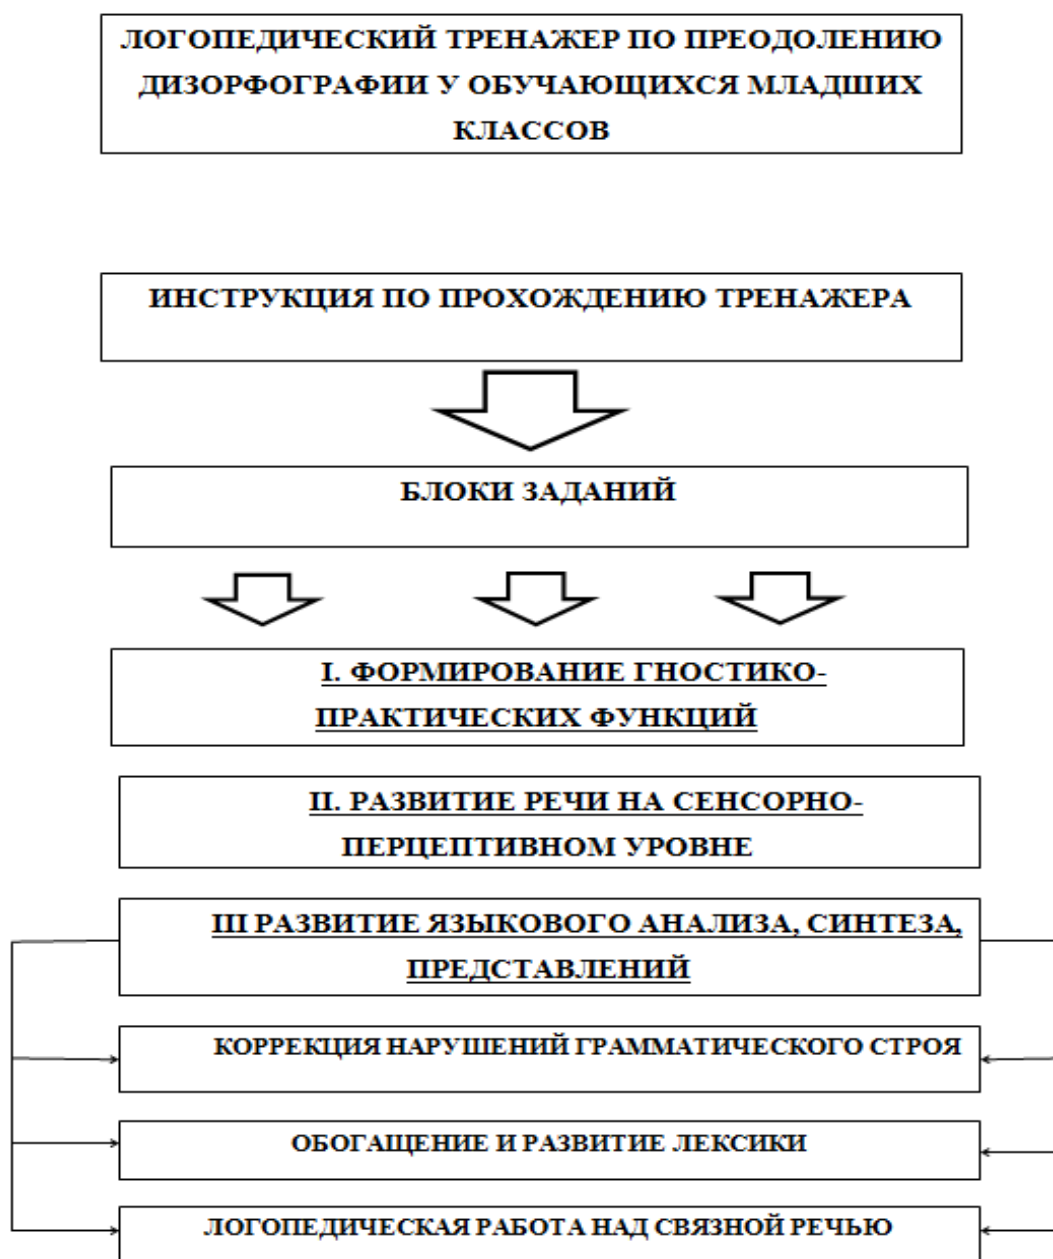 ЛОГОПЕДИЧЕСКИЙ ТРЕНАЖЕР ПО ПРЕОДОЛЕНИЮ
ДИЗОРФОГРАФИИ У ОБУЧАЮЩИХСЯ МЛАДШИХ
КЛАССОВ
ИНСТРУКЦИЯ ПО ПРОХОЖДЕНИЮ ТРЕНАЖЕРА
БЛОКИ ЗАДАНИЙ
I. ФОРМИРОВАНИЕ ГНОСТИКО-
ПРАКТИЧЕСКИХ ФУНКЦИЙ
II. РАЗВИТИЕ РЕЧИ НА СЕНСОРНО-
ПЕРЦЕПТИВНОМ УРОВНЕ
III РАЗВИТИЕ ЯЗЫКОВОГО АНАЛИЗА, СИНТЕЗА,
ПРЕДСТАВЛЕНИЙ
КОРРЕКЦИЯ НАРУШЕНИЙ ГРАММАТИЧЕСКОГО СТРОЯ
ОБОГАЩЕНИЕ И РАЗВИТИЕ ЛЕКСИКИ
ЛОГОПЕДИЧЕСКАЯ РАБОТА НАД СВЯЗНОЙ РЕЧЬЮ